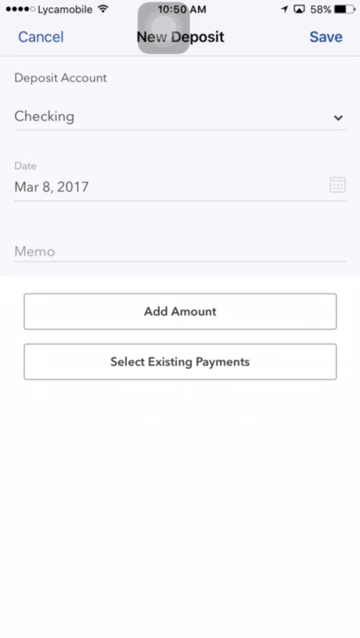 Lycamobile 10:50 AM 58%
Cancel New Deposit Save
Deposit Account
Checking
Date
Mar 8, 2017
Memo
Add Amount
Select Existing Payments